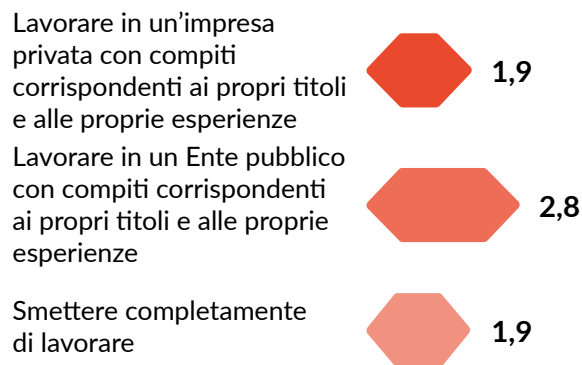 Lavorare in un’impresa
privata con compiti
corrispondenti ai propri titoli
e alle proprie esperienze
1,9
Lavorare in un Ente pubblico
con compiti corrispondenti
ai propri titoli e alle proprie
esperienze
2,8
Smettere completamente
di lavorare
1,9